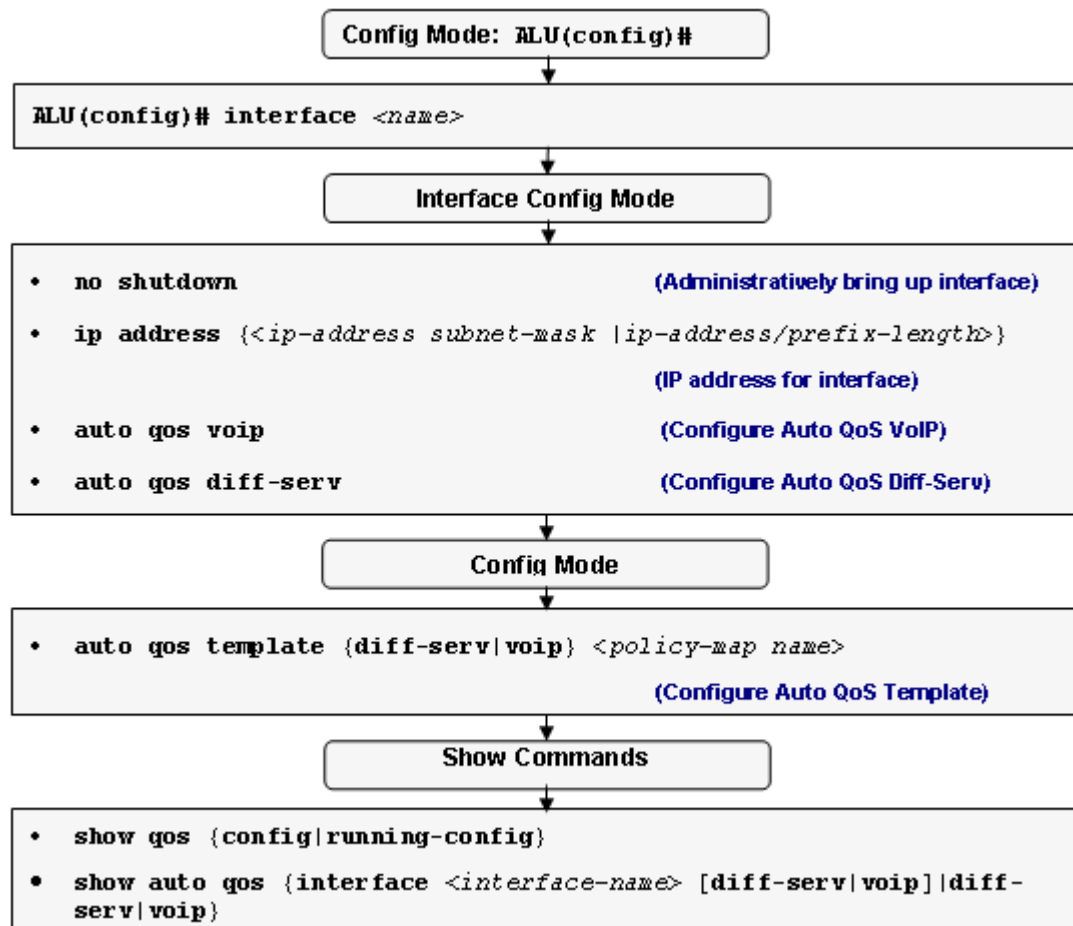 Config Mode: ALU(config)#
ALU(config)# interface <name>
Interface Config Mode
• no shutdown (Administratively bring up interface)
• ip address {<ip-address subnet-mask |ip-address/prefix-length>}
(IP address for interface)
• auto qos voip (Configure Auto QoS VoIP)
• auto qos diff-serv (Configure Auto QoS Diff-Serv)
Config Mode
• auto qos template {diff-serv|voip} <policy-map name>
(Configure Auto QoS Template)
Show Commands
• show qos {config|running-config}
• show auto qos {interface <interface-name> [diff-serv|voip]|diff-
serv|voip}